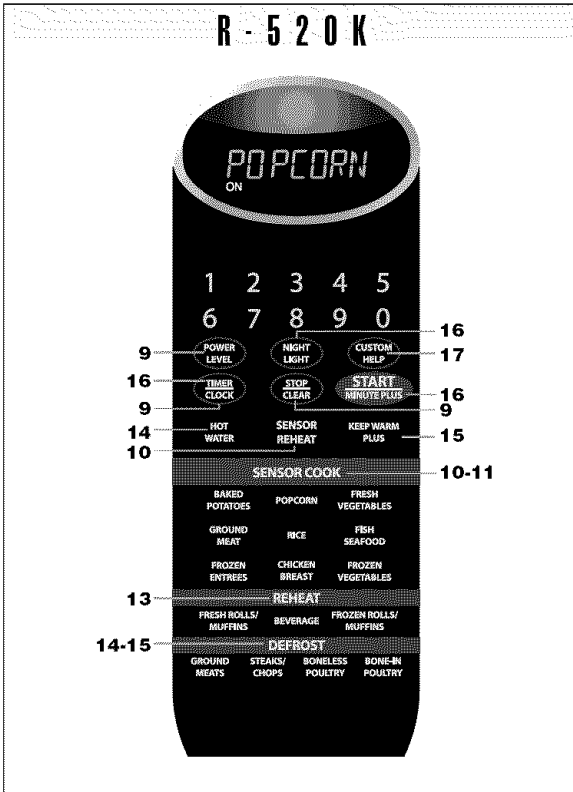 R-520K
POPCORN
ON
1 2 3 4 5
6 7 8 9 0
16
9 POWER LEVEL
NIGHT LIGHT
CUSTOM HELP 17
16 TIMER CLOCK
9
STOP CLEAR
9
START MINUTE PLUS 16
14 HOT WATER
SENSOR REHEAT
10
KEEP WARM PLUS 15
SENSOR COOK 10-11
BAKED POTATOES
POPCORN
FRESH VEGETABLES
GROUND MEAT
RICE
FISH SEAFOOD
FROZEN ENTREES
CHICKEN BREAST
FROZEN VEGETABLES
13 REHEAT
FRESH ROLLS/ MUFFINS
BEVERAGE
FROZEN ROLLS/ MUFFINS
14-15 DEFROST
GROUND MEATS
STEAKS/ CHOPS
BONELESS POULTRY
BONE-IN POULTRY